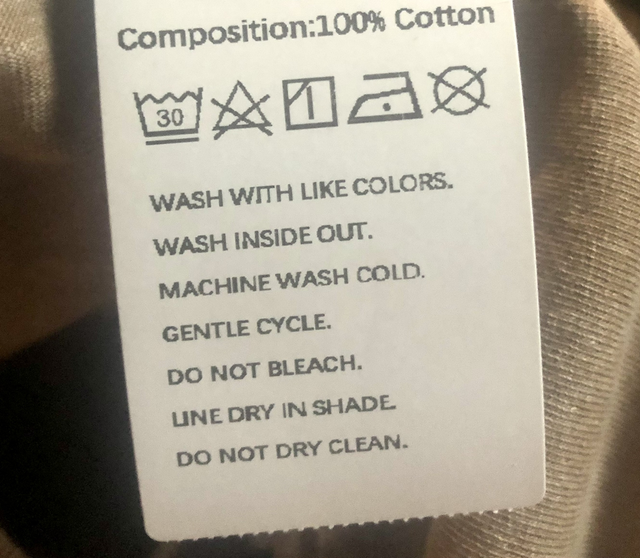 Composition:100% Cotton
30
WASH WITH LIKE COLORS.
WASH INSIDE OUT.
MACHINE WASH COLD.
GENTLE CYCLE.
DO NOT BLEACH.
LINE DRY IN SHADE.
DO NOT DRY CLEAN.